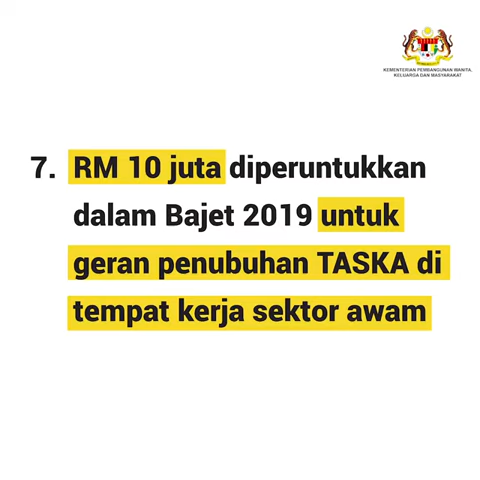 KEMENTERIAN PEMBANGUNAN WANITA,
KELUARGA DAN MASYARAKAT
7. RM 10 juta diperuntukkan
dalam Bajet 2019 untuk
geran penubuhan TASKA di
tempat kerja sektor awam